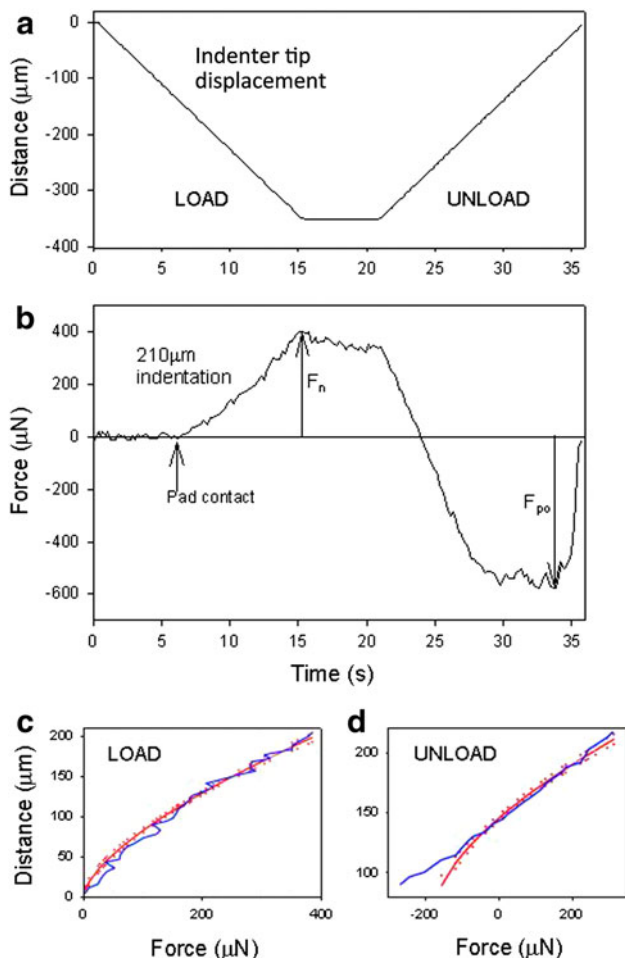 a
Indenter tip
displacement
LOAD
UNLOAD
Distance (µm)
0
-100
-200
-300
-400
0 5 10 15 20 25 30 35
b
210µm
indentation
Fn
Pad contact
Fpo
Force (µN)
400
200
0
-200
-400
-600
0 5 10 15 20 25 30 35
Time (s)
c
LOAD
Distance (µm)
200
150
100
50
0
0 200 400
Force (µN)
d
UNLOAD
200
150
100
-200 0 200
Force (µN)